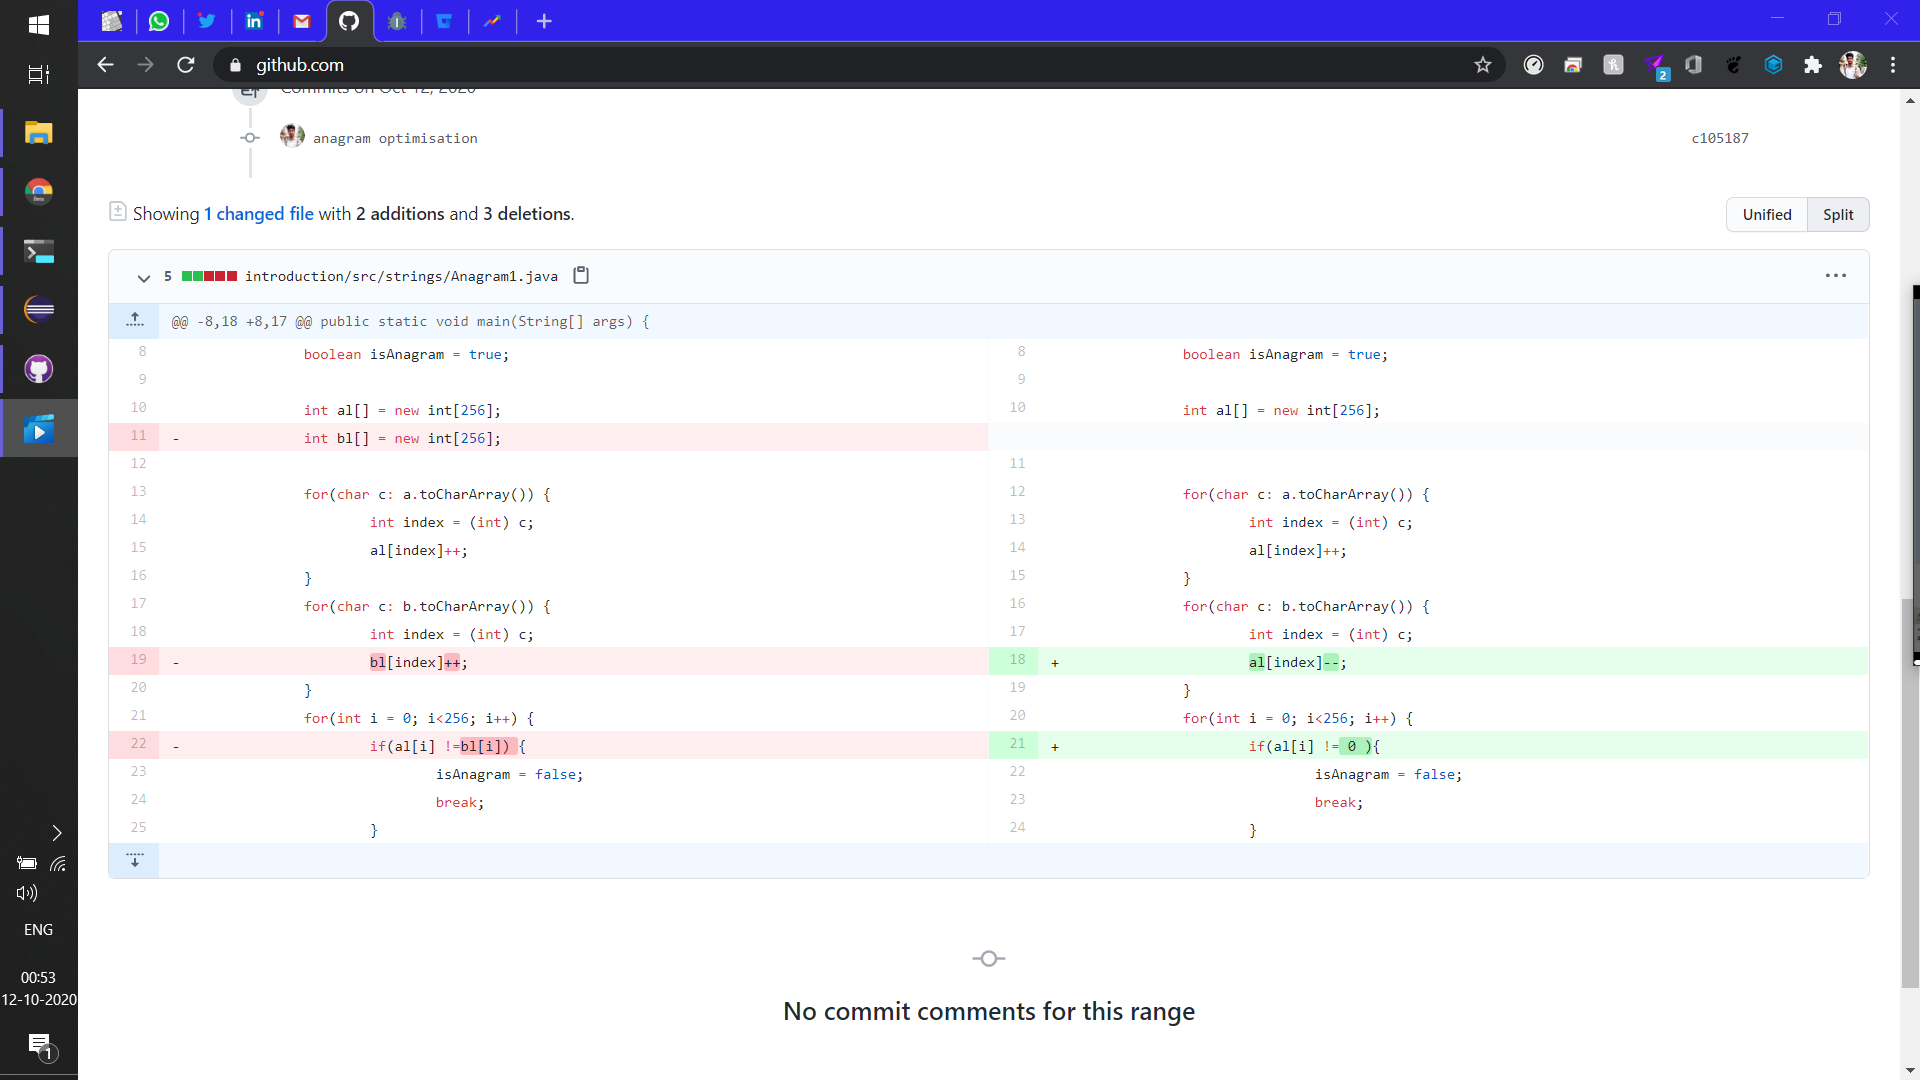 github.com
2
Commits on Oct 12, 2020
anagram optimisation
c105187
Showing 1 changed file with 2 additions and 3 deletions.
Unified
Split
5 introduction/src/strings/Anagram1.java
@@ -8,18 +8,17 @@ public static void main(String[] args) {
8 boolean isAnagram = true; 8 boolean isAnagram = true;
9 9
10 int al[] = new int[256]; 10 int al[] = new int[256];
11 - int bl[] = new int[256];
12 11
13 for(char c: a.toCharArray()) { 12 for(char c: a.toCharArray()) {
14 int index = (int) c; 13 int index = (int) c;
15 al[index]++; 14 al[index]++;
16 } 15 }
17 for(char c: b.toCharArray()) { 16 for(char c: b.toCharArray()) {
18 int index = (int) c; 17 int index = (int) c;
19 - bl[index]++; 18 + al[index]--;
20 } 19 }
21 for(int i = 0; i<256; i++) { 20 for(int i = 0; i<256; i++) {
22 - if(al[i] !=bl[i]) { 21 + if(al[i] != 0 ){
23 isAnagram = false; 22 isAnagram = false;
24 break; 23 break;
25 } 24 }
No commit comments for this range
ENG
00:53
12-10-2020
1